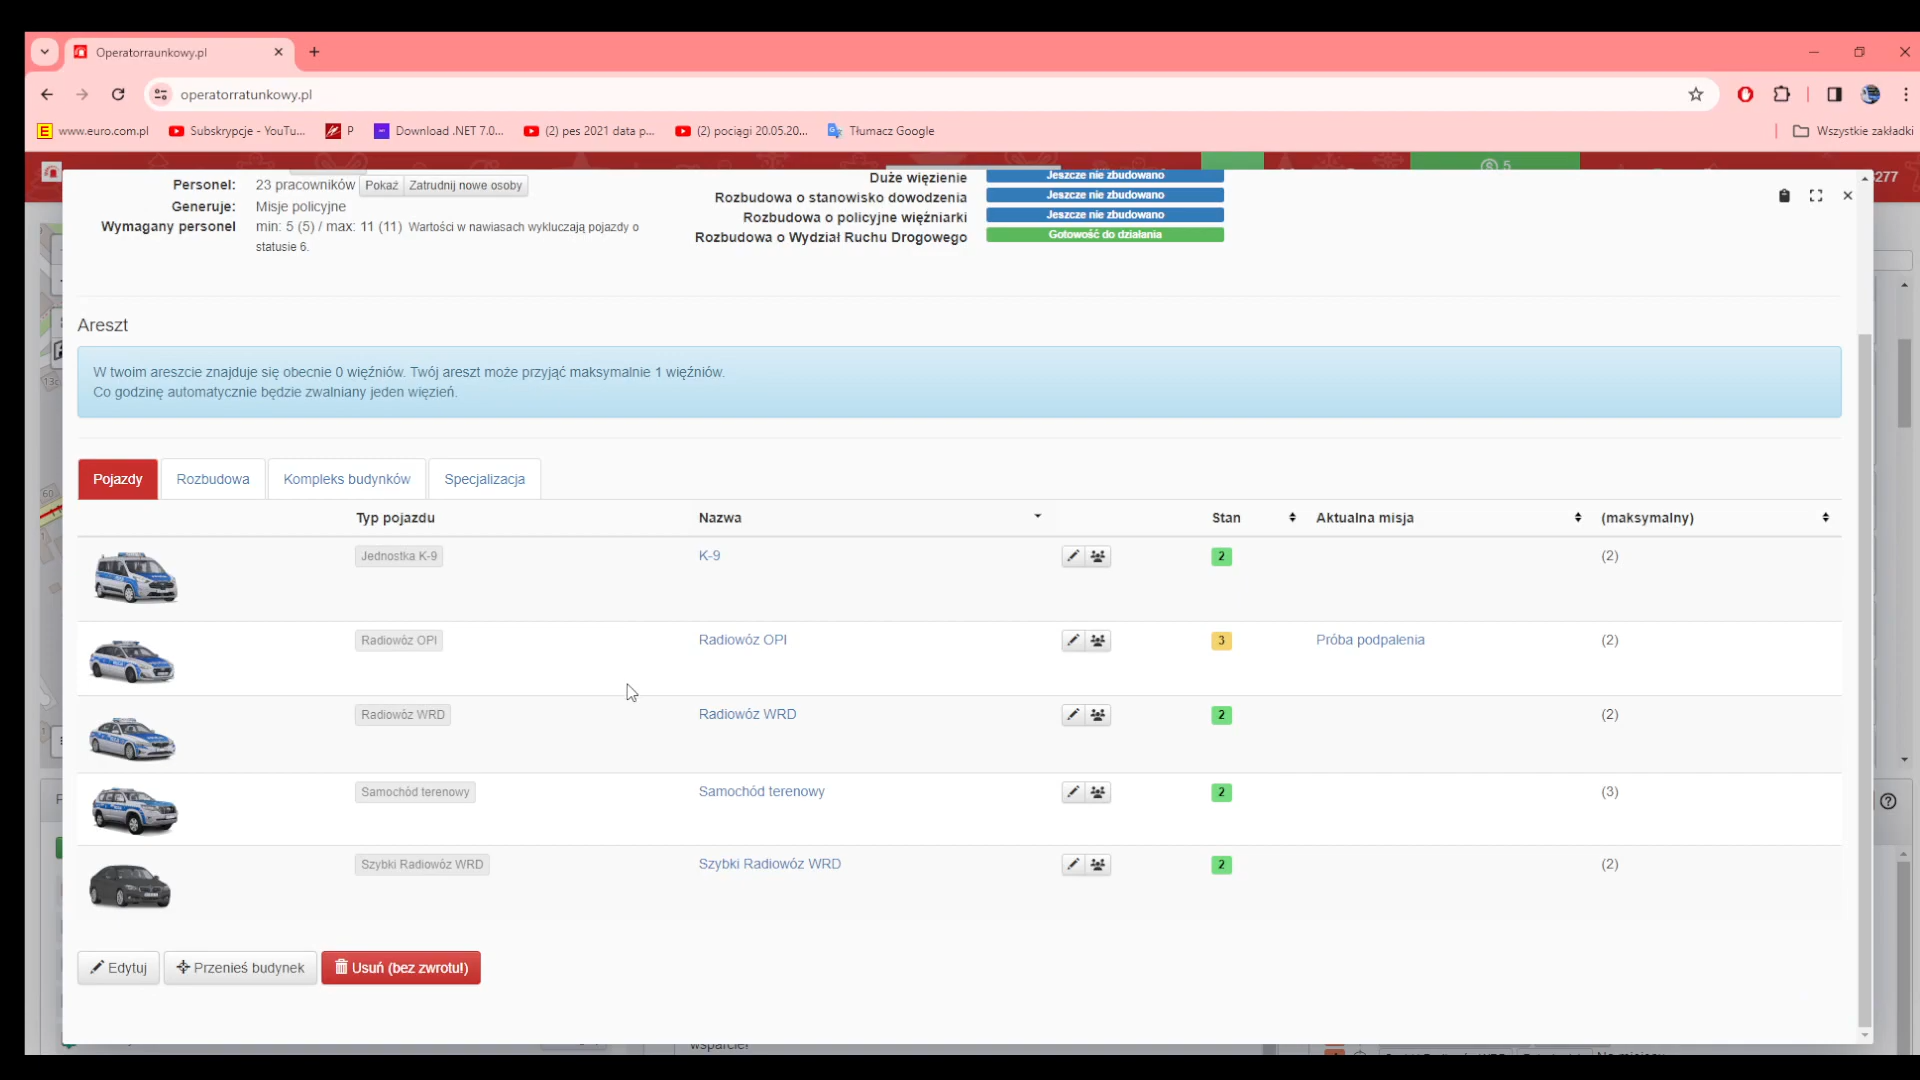 Operatorraunkowy.pl
operatorratunkowy.pl
www.euro.com.pl
Subskrypcje - YouTu...
P
Download .NET 7.0...
(2) pes 2021 data p...
(2) pociągi 20.05.20...
Tłumacz Google
Wszystkie zakładki
5
277
Personel: 23 pracowników Pokaż Zatrudnij nowe osoby
Generuje: Misje policyjne
Wymagany personel min: 5 (5) / max: 11 (11) Wartości w nawiasach wykluczają pojazdy o
statusie 6.
Duże więzienie Jeszcze nie zbudowano
Rozbudowa o stanowisko dowodzenia Jeszcze nie zbudowano
Rozbudowa o policyjne więźniarki Jeszcze nie zbudowano
Rozbudowa o Wydział Ruchu Drogowego Gotowość do działania
Areszt
W twoim areszcie znajduje się obecnie 0 więźniów. Twój areszt może przyjąć maksymalnie 1 więźniów.
Co godzinę automatycznie będzie zwalniany jeden więzień.
Pojazdy Rozbudowa Kompleks budynków Specjalizacja
Typ pojazdu Nazwa Stan Aktualna misja (maksymalny)
Jednostka K-9 K-9 2 (2)
Radiowóz OPI Radiowóz OPI 3 Próba podpalenia (2)
Radiowóz WRD Radiowóz WRD 2 (2)
Samochód terenowy Samochód terenowy 2 (3)
Szybki Radiowóz WRD Szybki Radiowóz WRD 2 (2)
Edytuj Przenieś budynek Usuń (bez zwrotu!)
wsparcie!